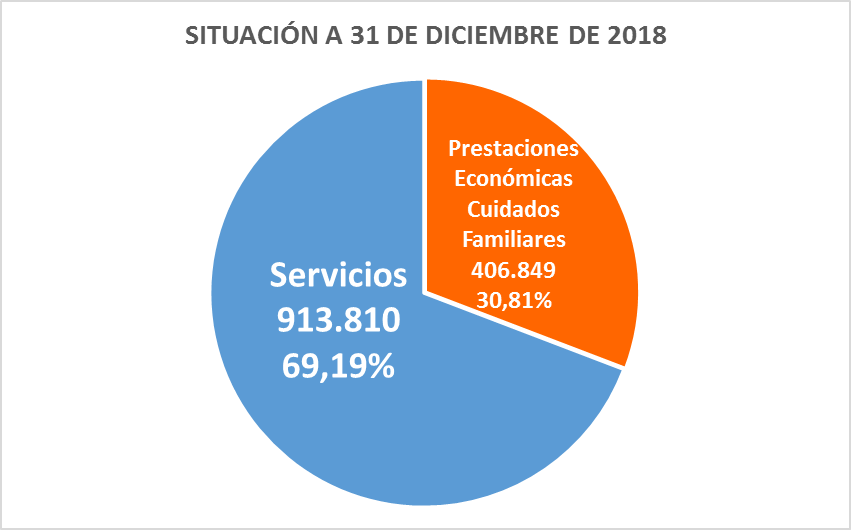 SITUACIÓN A 31 DE DICIEMBRE DE 2018
Prestaciones
Económicas
Cuidados
Familiares
406.849
30,81%
Servicios
913.810
69,19%